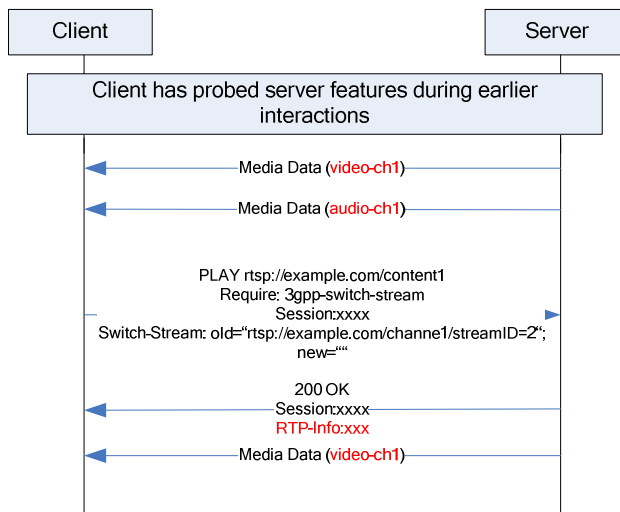 Client
Server
Client has probed server features during earlier
interactions
Media Data (video-ch1)
Media Data (audio-ch1)
PLAY rtsp://example.com/content1
Require: 3gpp-switch-stream
Session:xxxx
Switch-Stream: old=“rtsp://example.com/channe1/streamID=2“;
new=““
200 OK
Session:xxxx
RTP-Info:xxx
Media Data (video-ch1)